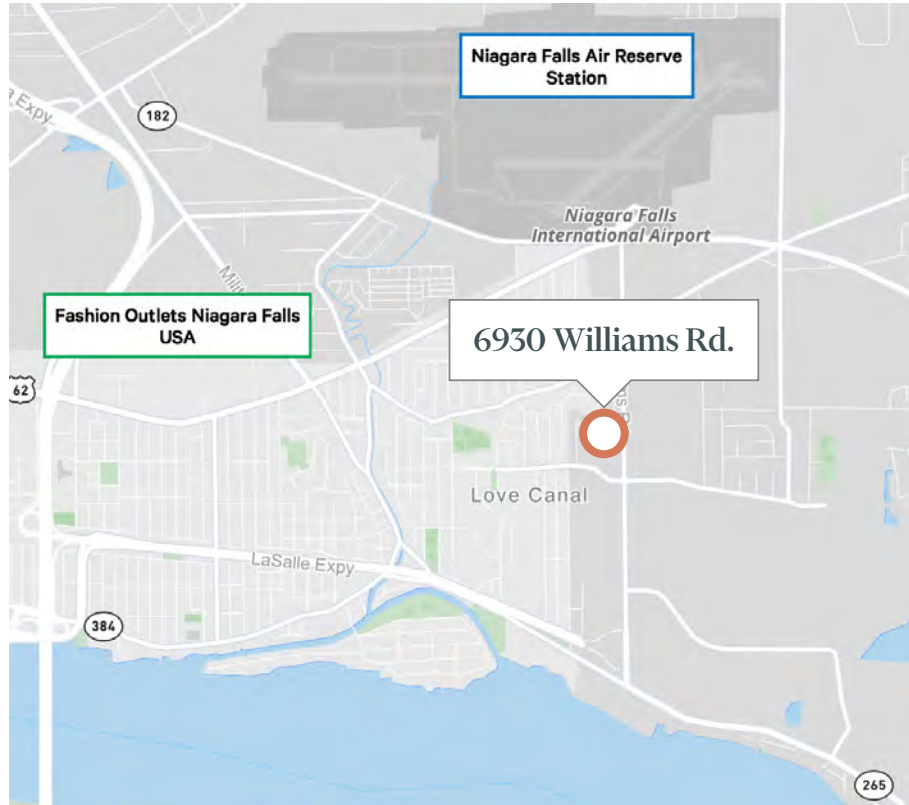 Niagara Falls Air Reserve
Station
a Expy
182
Niagara Falls
International Airport
Milit
Fashion Outlets Niagara Falls
USA
6930 Williams Rd.
62
Love Canal
LaSalle Expy
384
265